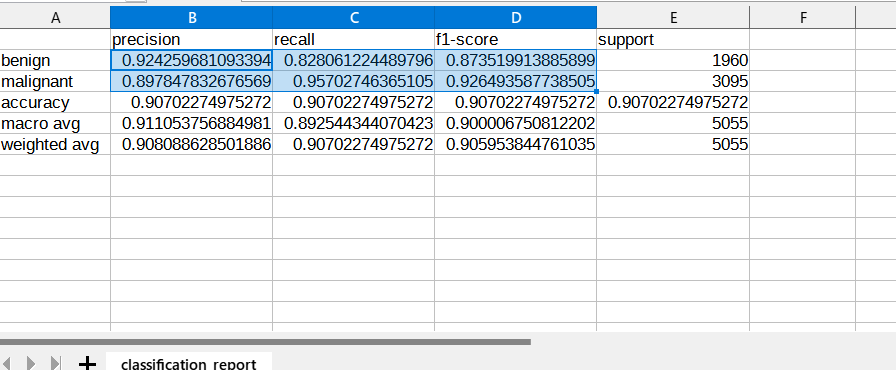 A B C D E F
precision recall f1-score support
benign 0.924259681093394 0.828061224489796 0.873519913885899 1960
malignant 0.897847832676569 0.95702746365105 0.926493587738505 3095
accuracy 0.90702274975272 0.90702274975272 0.90702274975272 0.90702274975272
macro avg 0.911053756884981 0.892544344070423 0.900006750812202 5055
weighted avg 0.908088628501886 0.90702274975272 0.905953844761035 5055
classification_report